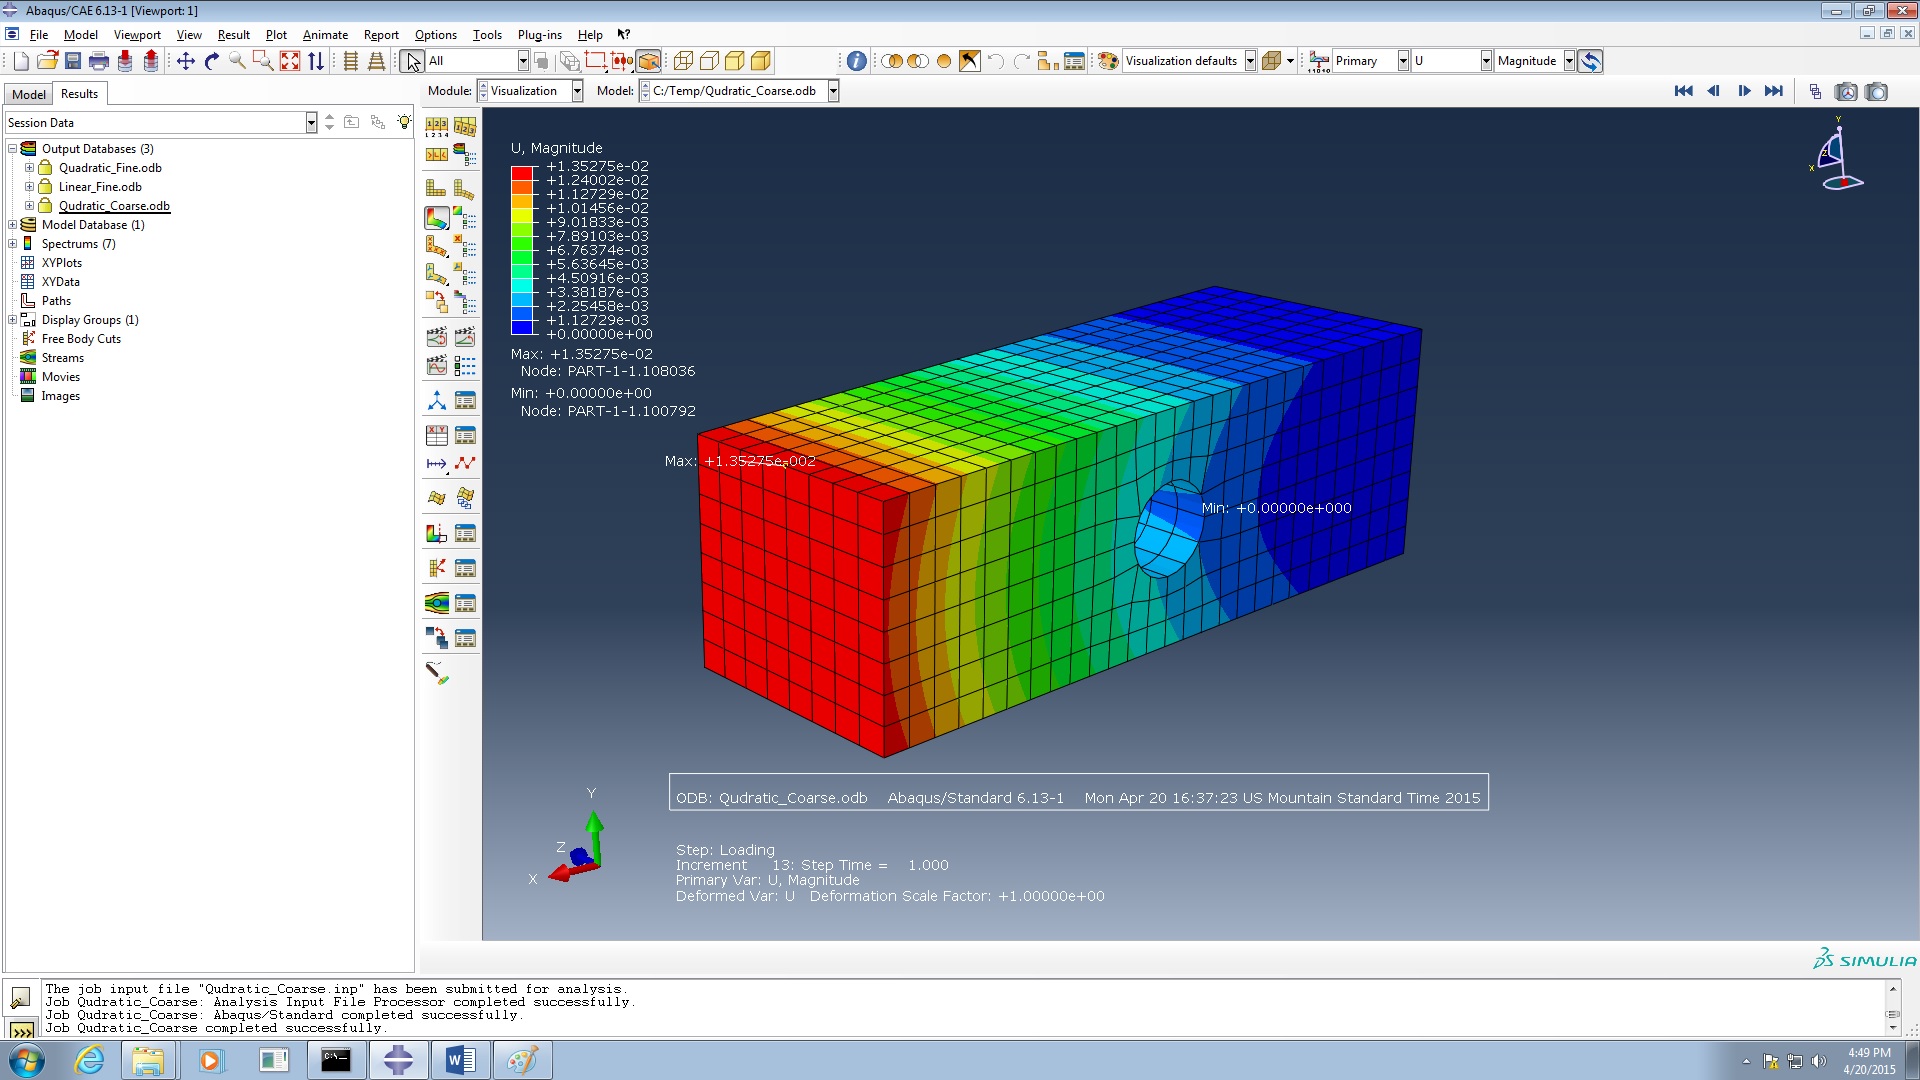 Abaqus/CAE 6.13-1 [Viewport: 1]
File Model Viewport View Result Plot Animate Report Options Tools Plug-ins Help
All Visualization defaults Primary U Magnitude
Model Results Module: Visualization Model: C:/Temp/Qudratic_Coarse.odb
Session Data
Output Databases (3)
Quadratic_Fine.odb
Linear_Fine.odb
Qudratic_Coarse.odb
Model Database (1)
Spectrums (7)
XYPlots
XYData
Paths
Display Groups (1)
Free Body Cuts
Streams
Movies
Images
U, Magnitude
+1.35275e-02
+1.24002e-02
+1.12729e-02
+1.01456e-02
+9.01833e-03
+7.89103e-03
+6.76374e-03
+5.63645e-03
+4.50916e-03
+3.38187e-03
+2.25458e-03
+1.12729e-03
+0.00000e+00
Max: +1.35275e-02
Node: PART-1-1.108036
Min: +0.00000e+00
Node: PART-1-1.100792
Max: +1.35275e-002
Min: +0.00000e+000
Y
X
Z
Y
Z
X
ODB: Qudratic_Coarse.odb Abaqus/Standard 6.13-1 Mon Apr 20 16:37:23 US Mountain Standard Time 2015
Step: Loading
Increment 13: Step Time = 1.000
Primary Var: U, Magnitude
Deformed Var: U Deformation Scale Factor: +1.00000e+00
SIMULIA
The job input file "Qudratic_Coarse.inp" has been submitted for analysis.
Job Qudratic_Coarse: Analysis Input File Processor completed successfully.
Job Qudratic_Coarse: Abaqus/Standard completed successfully.
Job Qudratic_Coarse completed successfully.
4:49 PM
4/20/2015